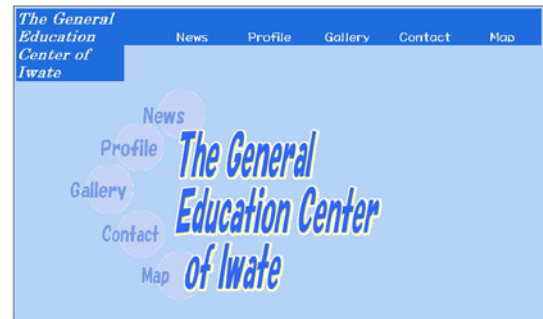 The General
Education
Center of
Iwate
News Profile Gallery Contact Map
News
Profile
Gallery
Contact
Map
The General
Education Center
of Iwate